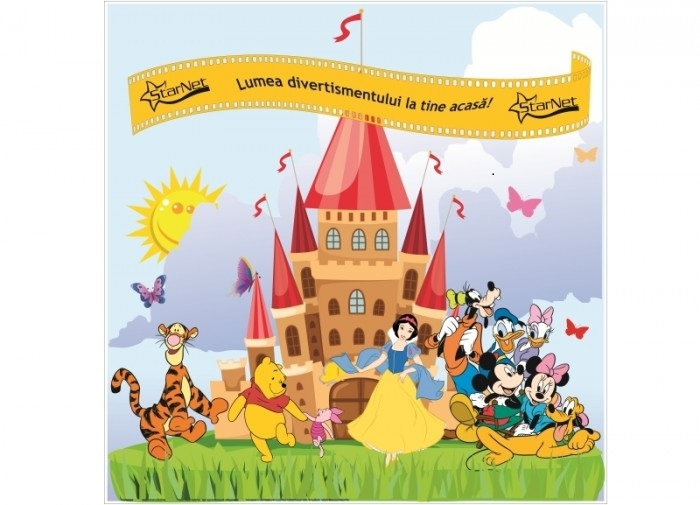 StarNet
Lumea divertismentului la tine acasă!
StarNet